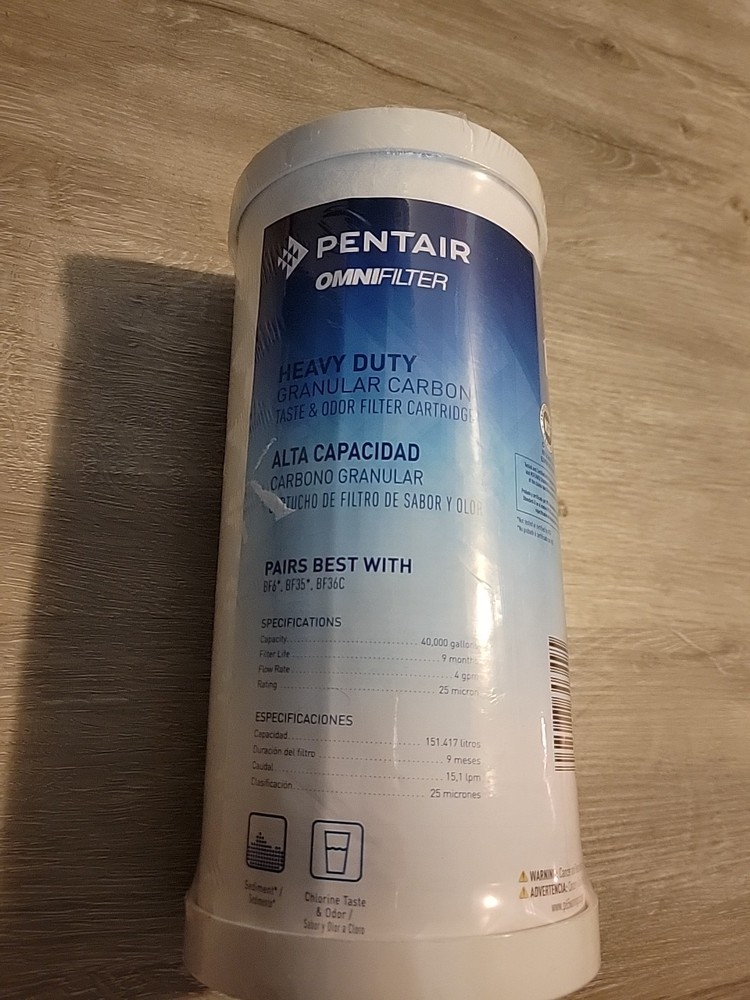 PENTAIR
OMNIFILTER
HEAVY DUTY
GRANULAR CARBON
TASTE & ODOR FILTER CARTRIDGE
ALTA CAPACIDAD
CARBONO GRANULAR
DE FILTRO DE SABOR Y OLOR
PAIRS BEST WITH
BF6*, BF35*, BF36C
SPECIFICATIONS
Capacity 40,000 gallons
Filter Life 9 months
Flow Rate 4 gpm
Rating 25 micron
ESPECIFICACIONES
Capacidad 151.417 litros
Duración del filtro 9 meses
Caudal 15,1 lpm
Clasificación 25 micrones
Sediment* /
Sedimento*
Chlorine Taste
& Odor /
Sabor y Olor a Cloro
WARNING: Cancer
ADVERTENCIA: